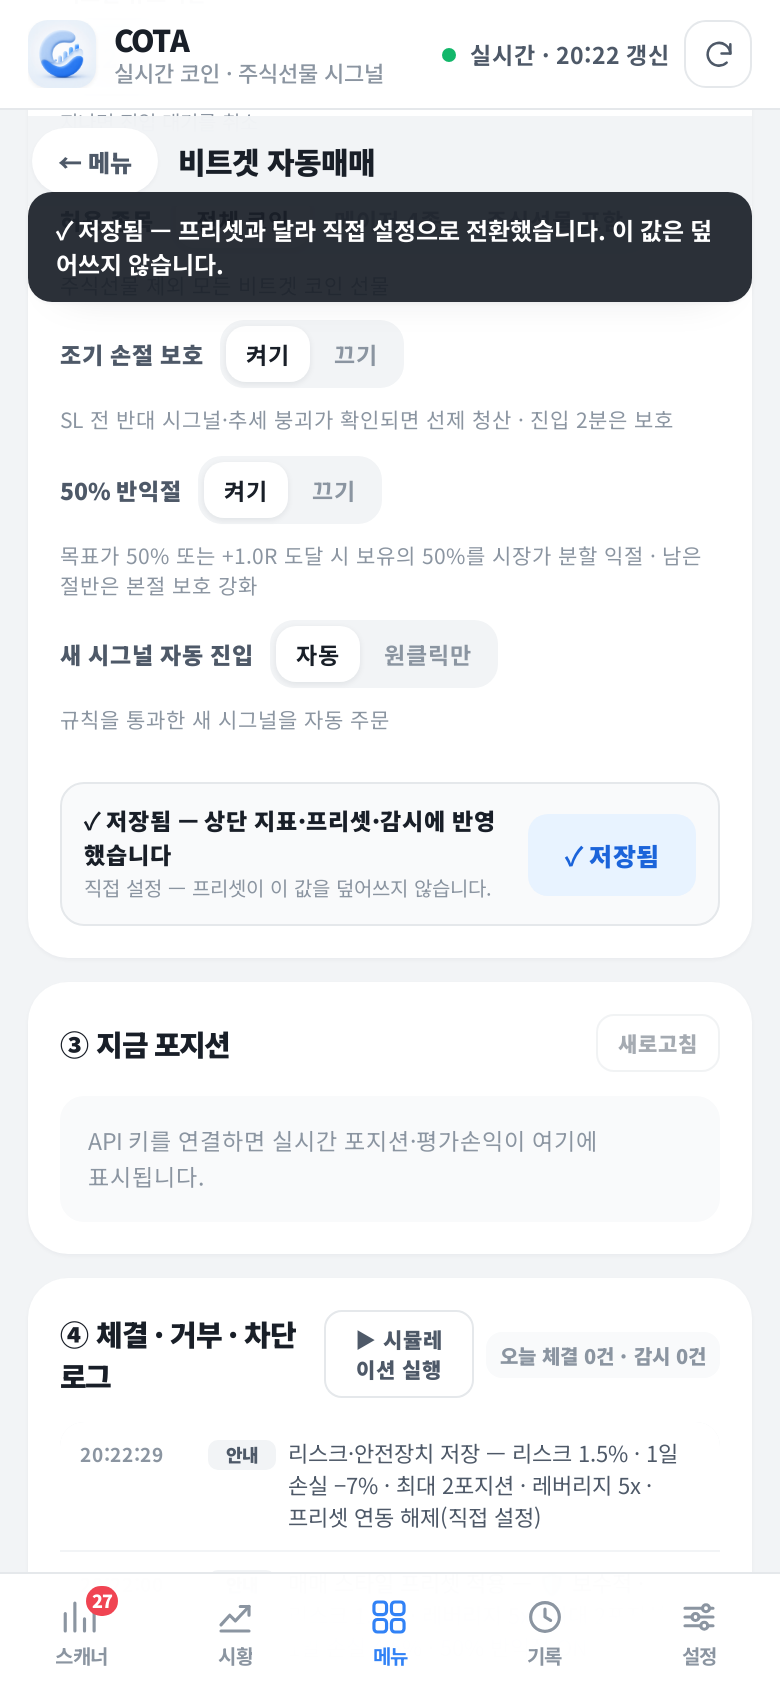 COTA
실시간 코인 · 주식선물 시그널
실시간 · 20:22 갱신
← 메뉴
비트겟 자동매매
✓ 저장됨 — 프리셋과 달라 직접 설정으로 전환했습니다. 이 값은 덮
어쓰지 않습니다.
주식선물 제외 모든 비트겟 코인 선물
조기 손절 보호
켜기
끄기
SL 전 반대 시그널·추세 붕괴가 확인되면 선제 청산 · 진입 2분은 보호
50% 반익절
켜기
끄기
목표가 50% 또는 +1.0R 도달 시 보유의 50%를 시장가 분할 익절 · 남은
절반은 본절 보호 강화
새 시그널 자동 진입
자동
원클릭만
규칙을 통과한 새 시그널을 자동 주문
✓ 저장됨 — 상단 지표·프리셋·감시에 반영
했습니다
직접 설정 — 프리셋이 이 값을 덮어쓰지 않습니다.
✓ 저장됨
③ 지금 포지션
새로고침
API 키를 연결하면 실시간 포지션·평가손익이 여기에
표시됩니다.
④ 체결 · 거부 · 차단
로그
▶ 시뮬레
이션 실행
오늘 체결 0건 · 감시 0건
20:22:29
안내
리스크·안전장치 저장 — 리스크 1.5% · 1일
손실 −7% · 최대 2포지션 · 레버리지 5x ·
프리셋 연동 해제(직접 설정)
27
스캐너
시황
메뉴
기록
설정